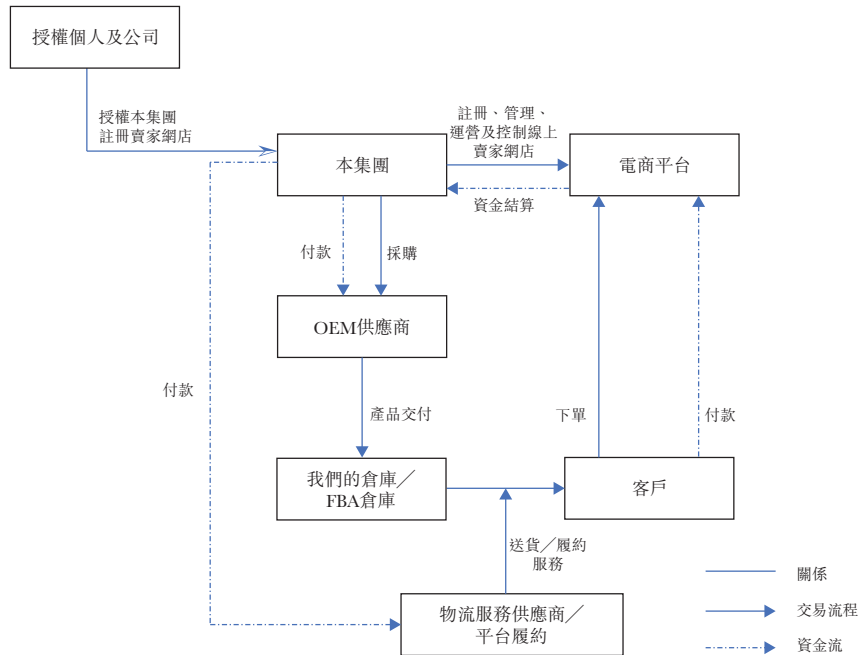 授權個人及公司
授權本集團
註冊賣家網店
註冊、管理、
運營及控制線上
賣家網店
本集團
電商平台
資金結算
付款
採購
OEM供應商
付款
產品交付
下單
付款
我們的倉庫／
FBA倉庫
客戶
送貨／履約
服務
物流服務供應商／
平台履約
關係
交易流程
資金流